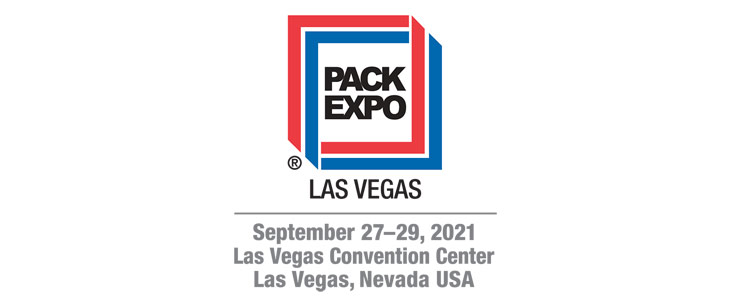 PACK
EXPO
®
LAS VEGAS
September 27–29, 2021
Las Vegas Convention Center
Las Vegas, Nevada USA